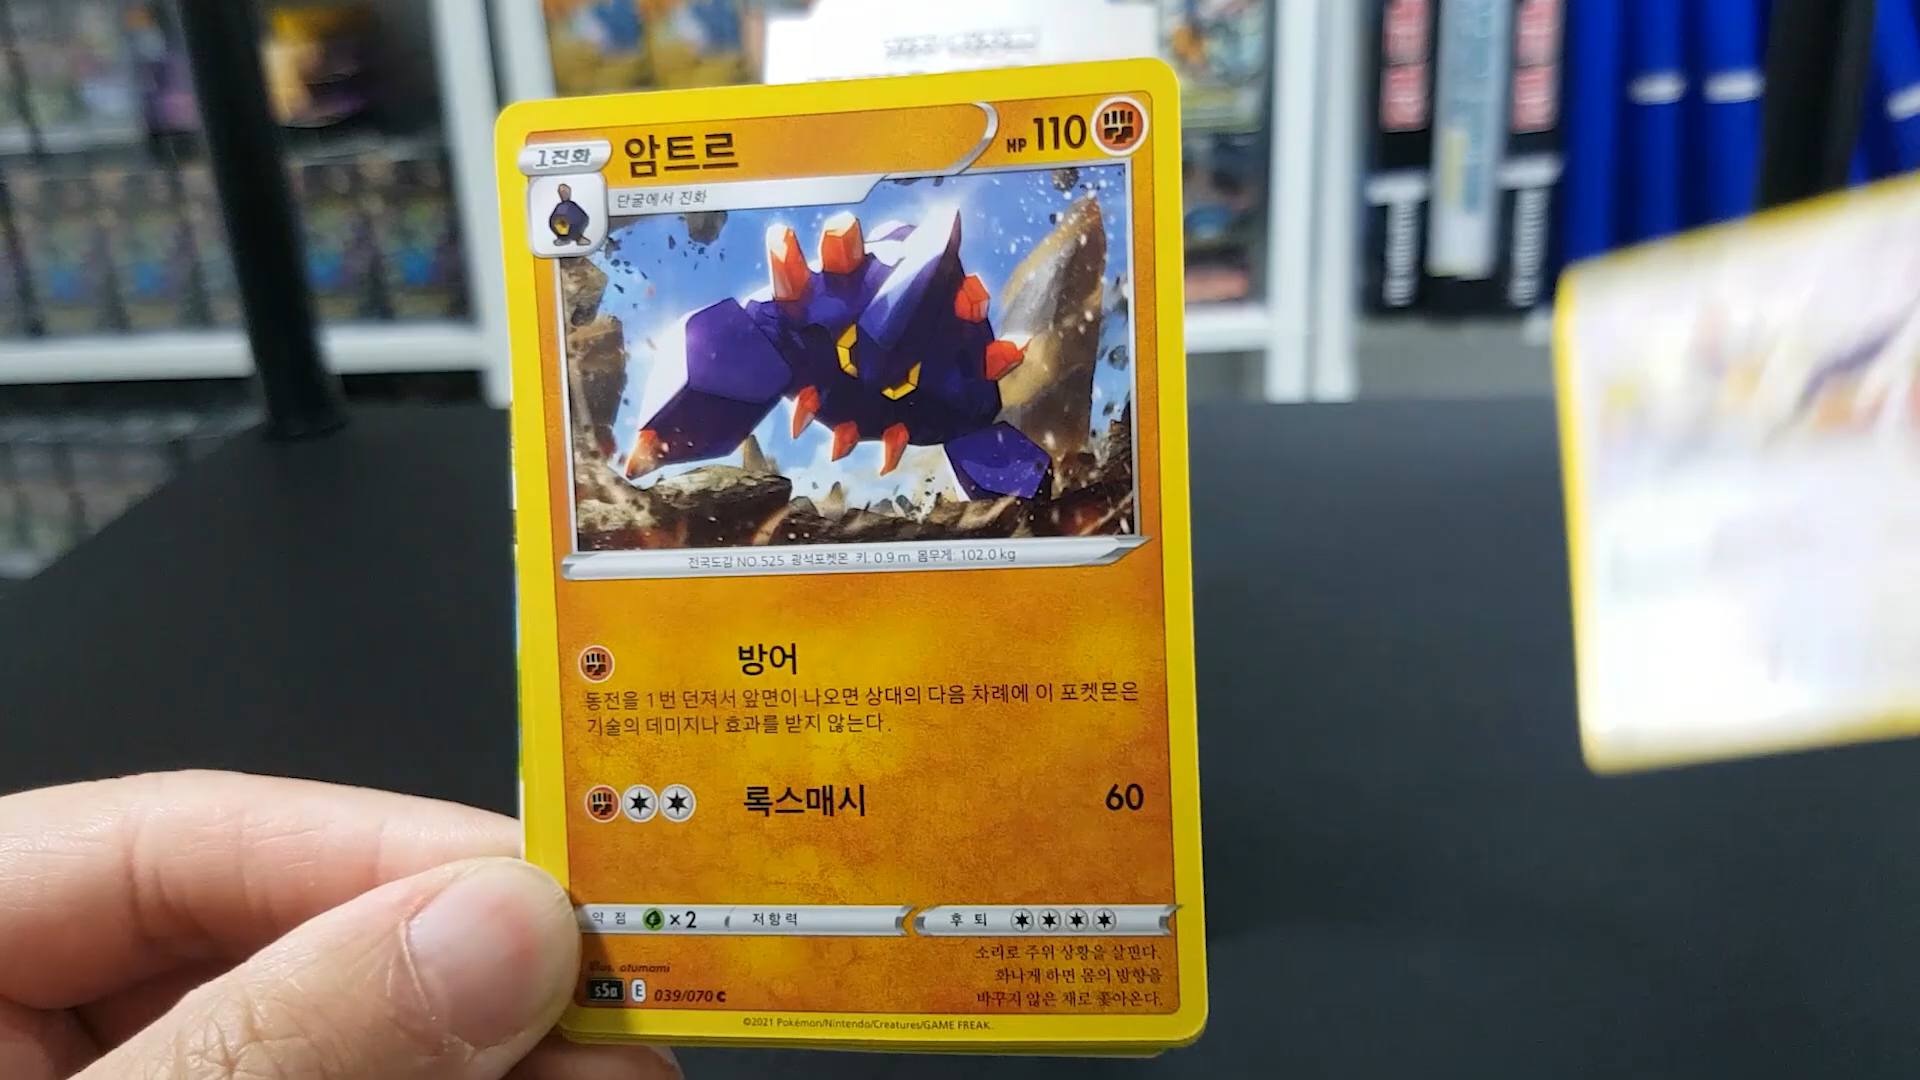 1진화 암트르 HP 110
단굴에서 진화
전국도감 NO.525 광석포켓몬 키: 0.9 m 몸무게: 102.0 kg
방어
동전을 1번 던져서 앞면이 나오면 상대의 다음 차례에 이 포켓몬은
기술의 데미지나 효과를 받지 않는다.
록스매시 60
약점 ×2 저항력 후퇴
소리로 주위 상황을 살핀다.
화나게 하면 몸의 방향을
바꾸지 않은 채로 쫓아온다.
Illus. otumami
s5a E 039/070 C
©2021 Pokémon/Nintendo/Creatures/GAME FREAK.